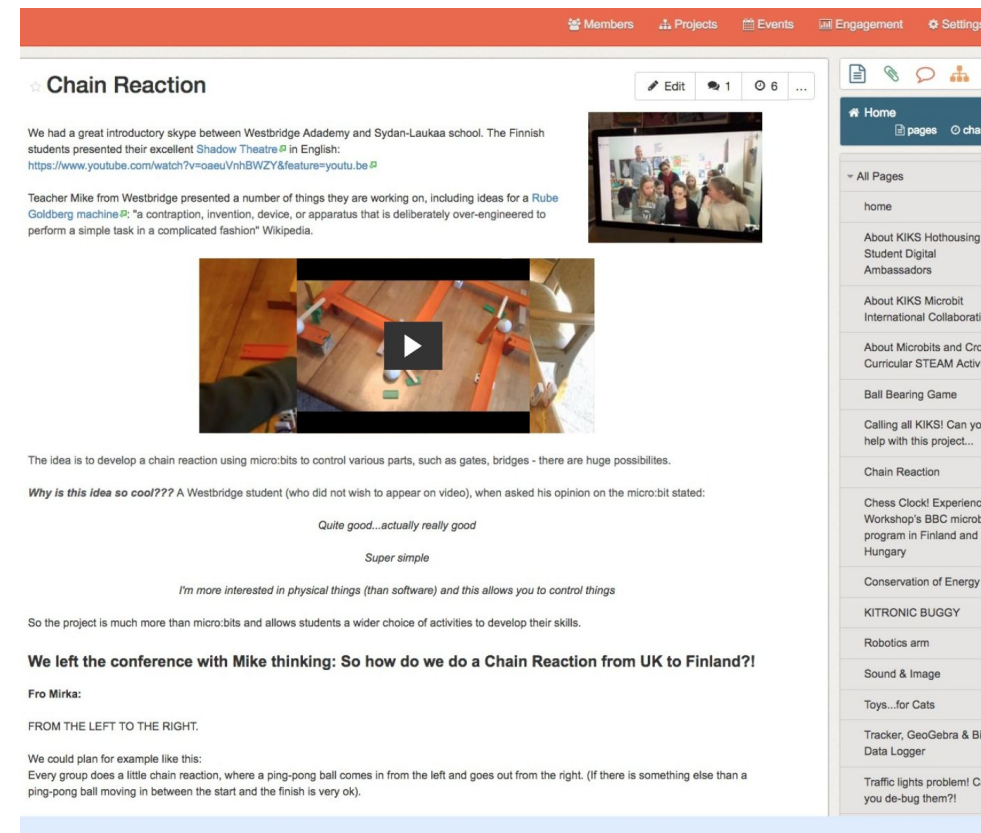 Members Projects Events Engagement Settings
Chain Reaction
Edit 1 6 ...
We had a great introductory skype between Westbridge Adademy and Sydan-Laukaa school. The Finnish
students presented their excellent Shadow Theatre in English:
https://www.youtube.com/watch?v=oaeuVnhBWZY&feature=youtu.be
Teacher Mike from Westbridge presented a number of things they are working on, including ideas for a Rube
Goldberg machine: "a contraption, invention, device, or apparatus that is deliberately over-engineered to
perform a simple task in a complicated fashion" Wikipedia.
The idea is to develop a chain reaction using micro:bits to control various parts, such as gates, bridges - there are huge possibilites.
Why is this idea so cool??? A Westbridge student (who did not wish to appear on video), when asked his opinion on the micro:bit stated:
Quite good...actually really good
Super simple
I'm more interested in physical things (than software) and this allows you to control things
So the project is much more than micro:bits and allows students a wider choice of activities to develop their skills.
We left the conference with Mike thinking: So how do we do a Chain Reaction from UK to Finland?!
Fro Mirka:
FROM THE LEFT TO THE RIGHT.
We could plan for example like this:
Every group does a little chain reaction, where a ping-pong ball comes in from the left and goes out from the right. (If there is something else than a
ping-pong ball moving in between the start and the finish is very ok).
Home
pages cha
All Pages
home
About KIKS Hothousing
Student Digital
Ambassadors
About KIKS Microbit
International Collaborati
About Microbits and Cro
Curricular STEAM Activ
Ball Bearing Game
Calling all KIKS! Can yo
help with this project...
Chain Reaction
Chess Clock! Experienc
Workshop's BBC microb
program in Finland and
Hungary
Conservation of Energy
KITRONIC BUGGY
Robotics arm
Sound & Image
Toys...for Cats
Tracker, GeoGebra & Bi
Data Logger
Traffic lights problem! C
you de-bug them?!